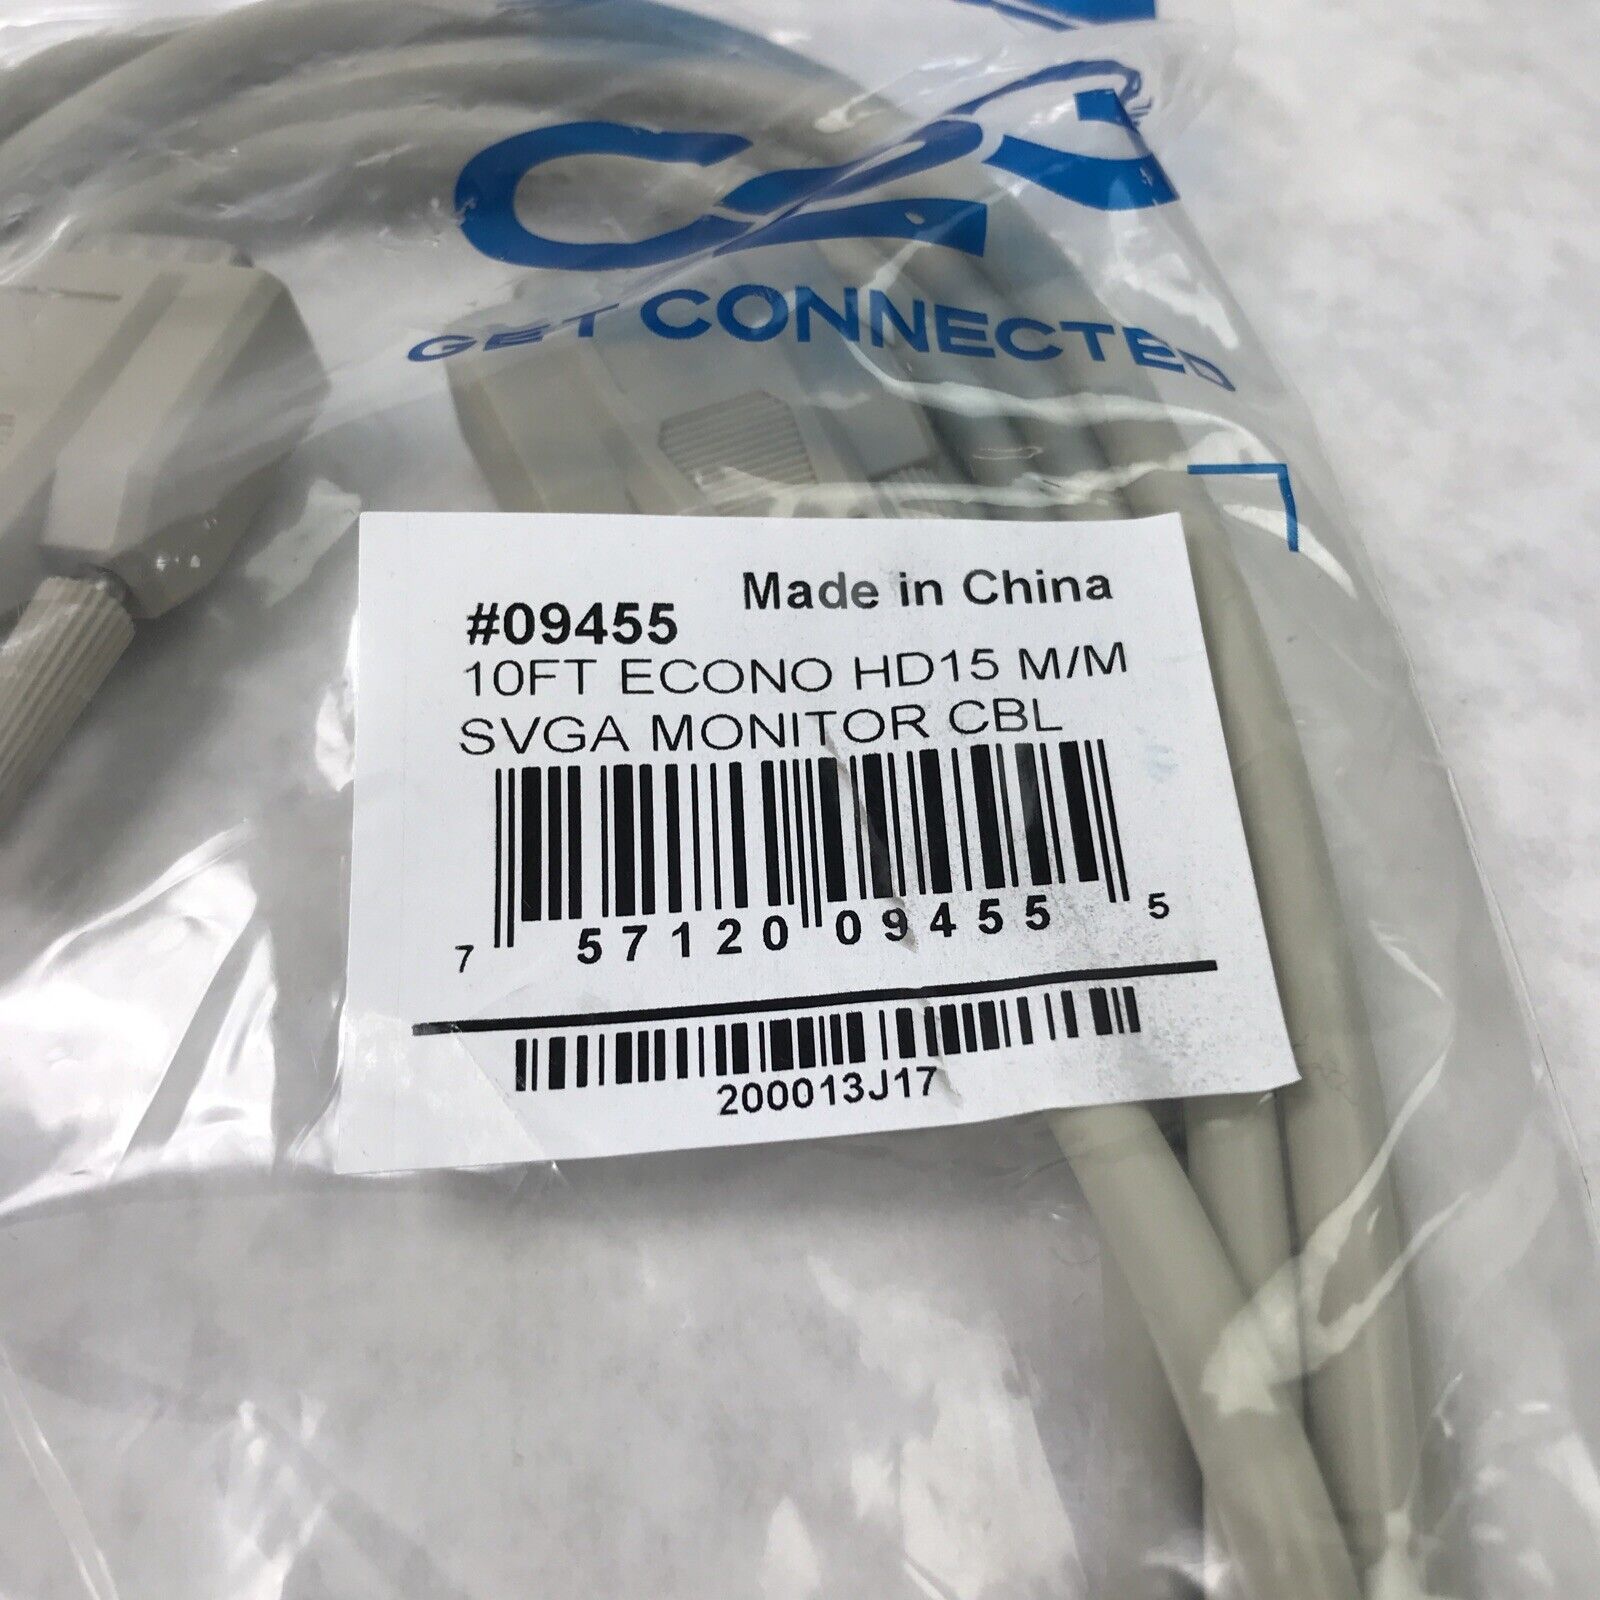 C2G
GET CONNECTED
Made in China
#09455
10FT ECONO HD15 M/M
SVGA MONITOR CBL
7 57120 09455 5
200013J17